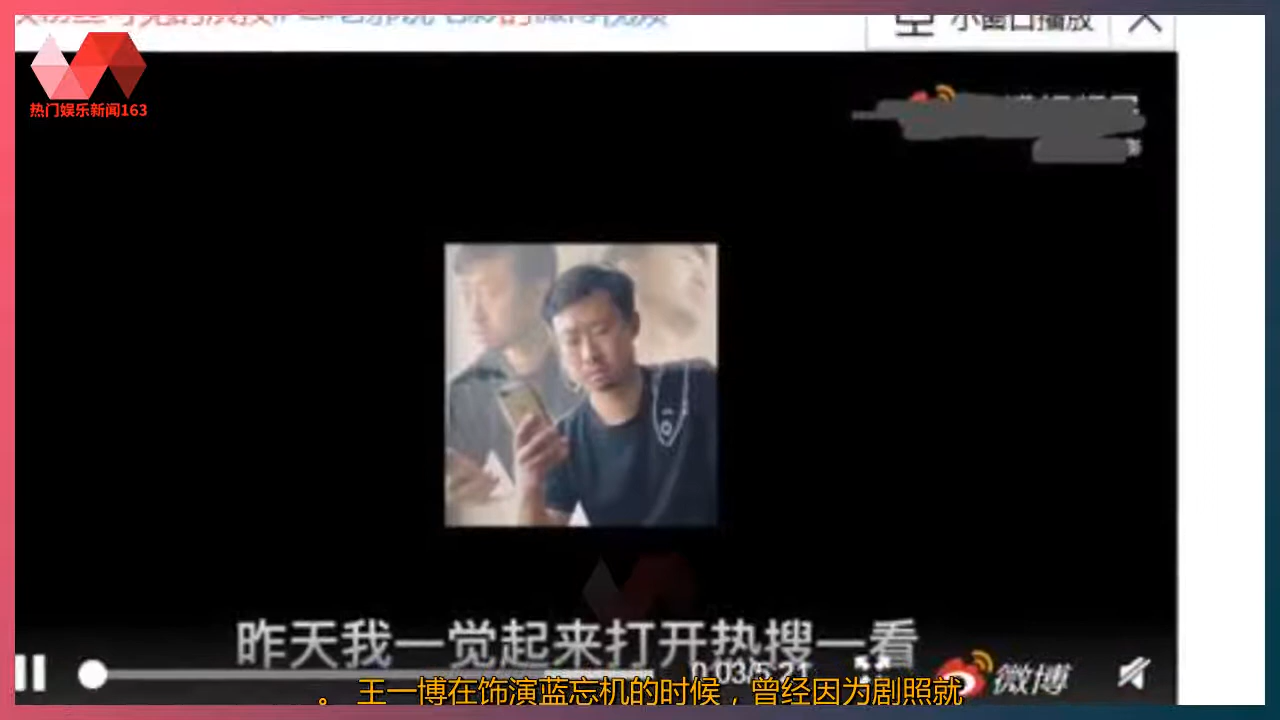 小窗口播放
热门娱乐新闻163
昨天我一觉起来打开热搜一看
0:03/5:21
微博
。 王一博在饰演蓝忘机的时候，曾经因为剧照就